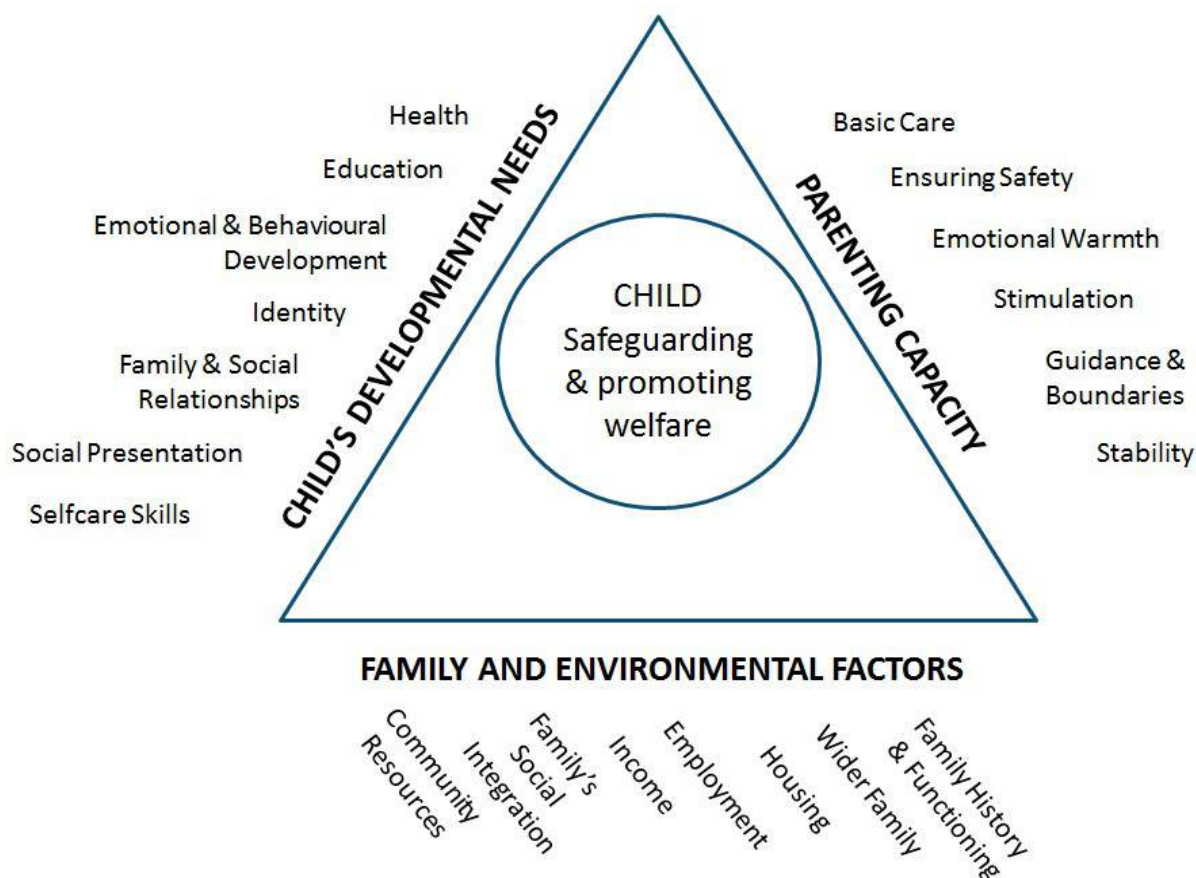 Health
Education
Emotional & Behavioural
Development
Identity
Family & Social
Relationships
Social Presentation
Selfcare Skills
CHILD'S DEVELOPMENTAL NEEDS
CHILD
Safeguarding
& promoting
welfare
PARENTING CAPACITY
Basic Care
Ensuring Safety
Emotional Warmth
Stimulation
Guidance &
Boundaries
Stability
FAMILY AND ENVIRONMENTAL FACTORS
Community
Resources
Family's
Social
Integration
Income
Employment
Housing
Wider Family
Family History
& Functioning